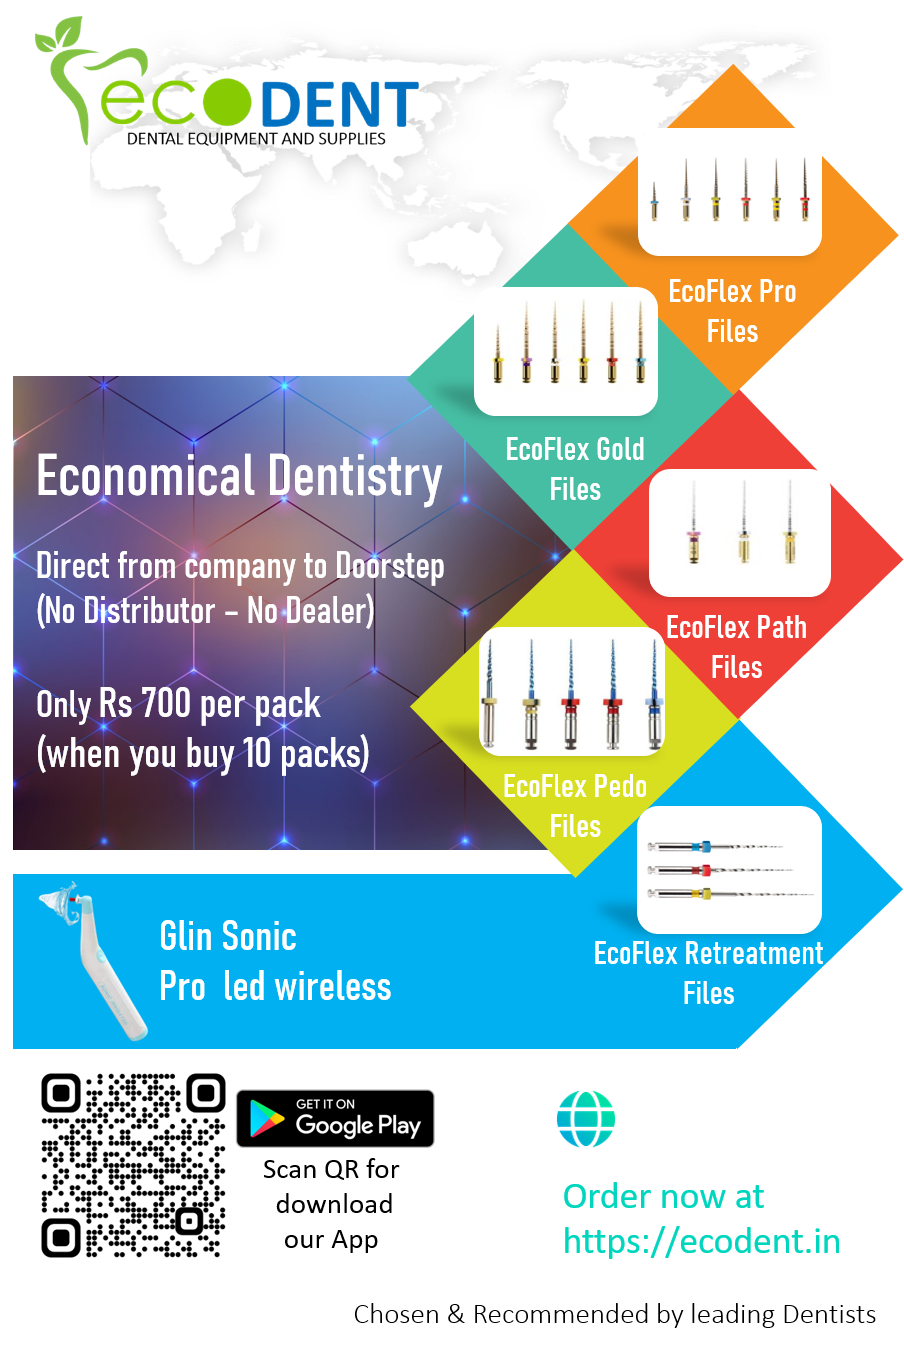 ecoDENT
DENTAL EQUIPMENT AND SUPPLIES
EcoFlex Pro
Files
EcoFlex Gold
Files
Economical Dentistry
Direct from company to Doorstep
(No Distributor – No Dealer)
Only Rs 700 per pack
(when you buy 10 packs)
EcoFlex Path
Files
EcoFlex Pedo
Files
EcoFlex Retreatment
Files
Glin Sonic
Pro led wireless
GET IT ON
Google Play
Scan QR for
download
our App
Order now at
https://ecodent.in
Chosen & Recommended by leading Dentists